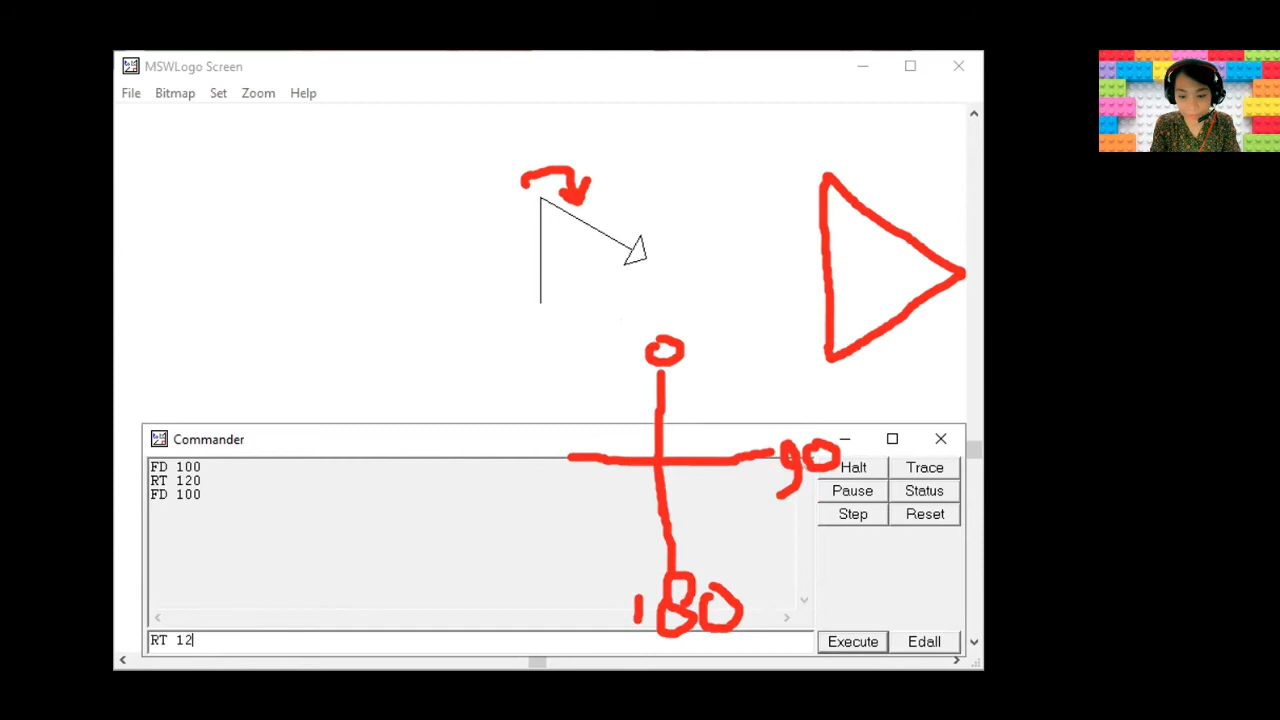 MSWLogo Screen
File Bitmap Set Zoom Help
0
Commander
90
FD 100
RT 120
FD 100
Halt Trace
Pause Status
Step Reset
180
RT 12
Execute Edall